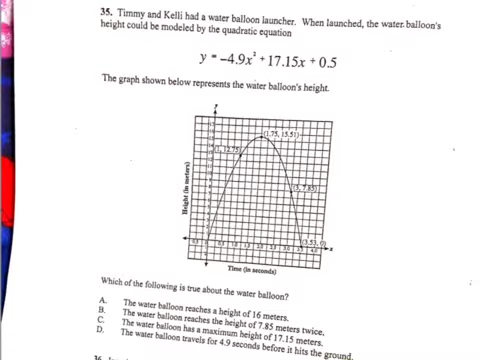 35. Timmy and Kelli had a water balloon launcher. When launched, the water balloon's
height could be modeled by the quadratic equation
y = -4.9x² + 17.15x + 0.5
The graph shown below represents the water balloon's height.
y
(1.75, 15.51)
(1, 12.75)
(3, 7.85)
(3.53, 0)
x
Height (in meters)
Time (in seconds)
Which of the following is true about the water balloon?
A. The water balloon reaches a height of 16 meters.
B. The water balloon reaches the height of 7.85 meters twice.
C. The water balloon has a maximum height of 17.15 meters.
D. The water balloon travels for 4.9 seconds before it hits the ground.
36.